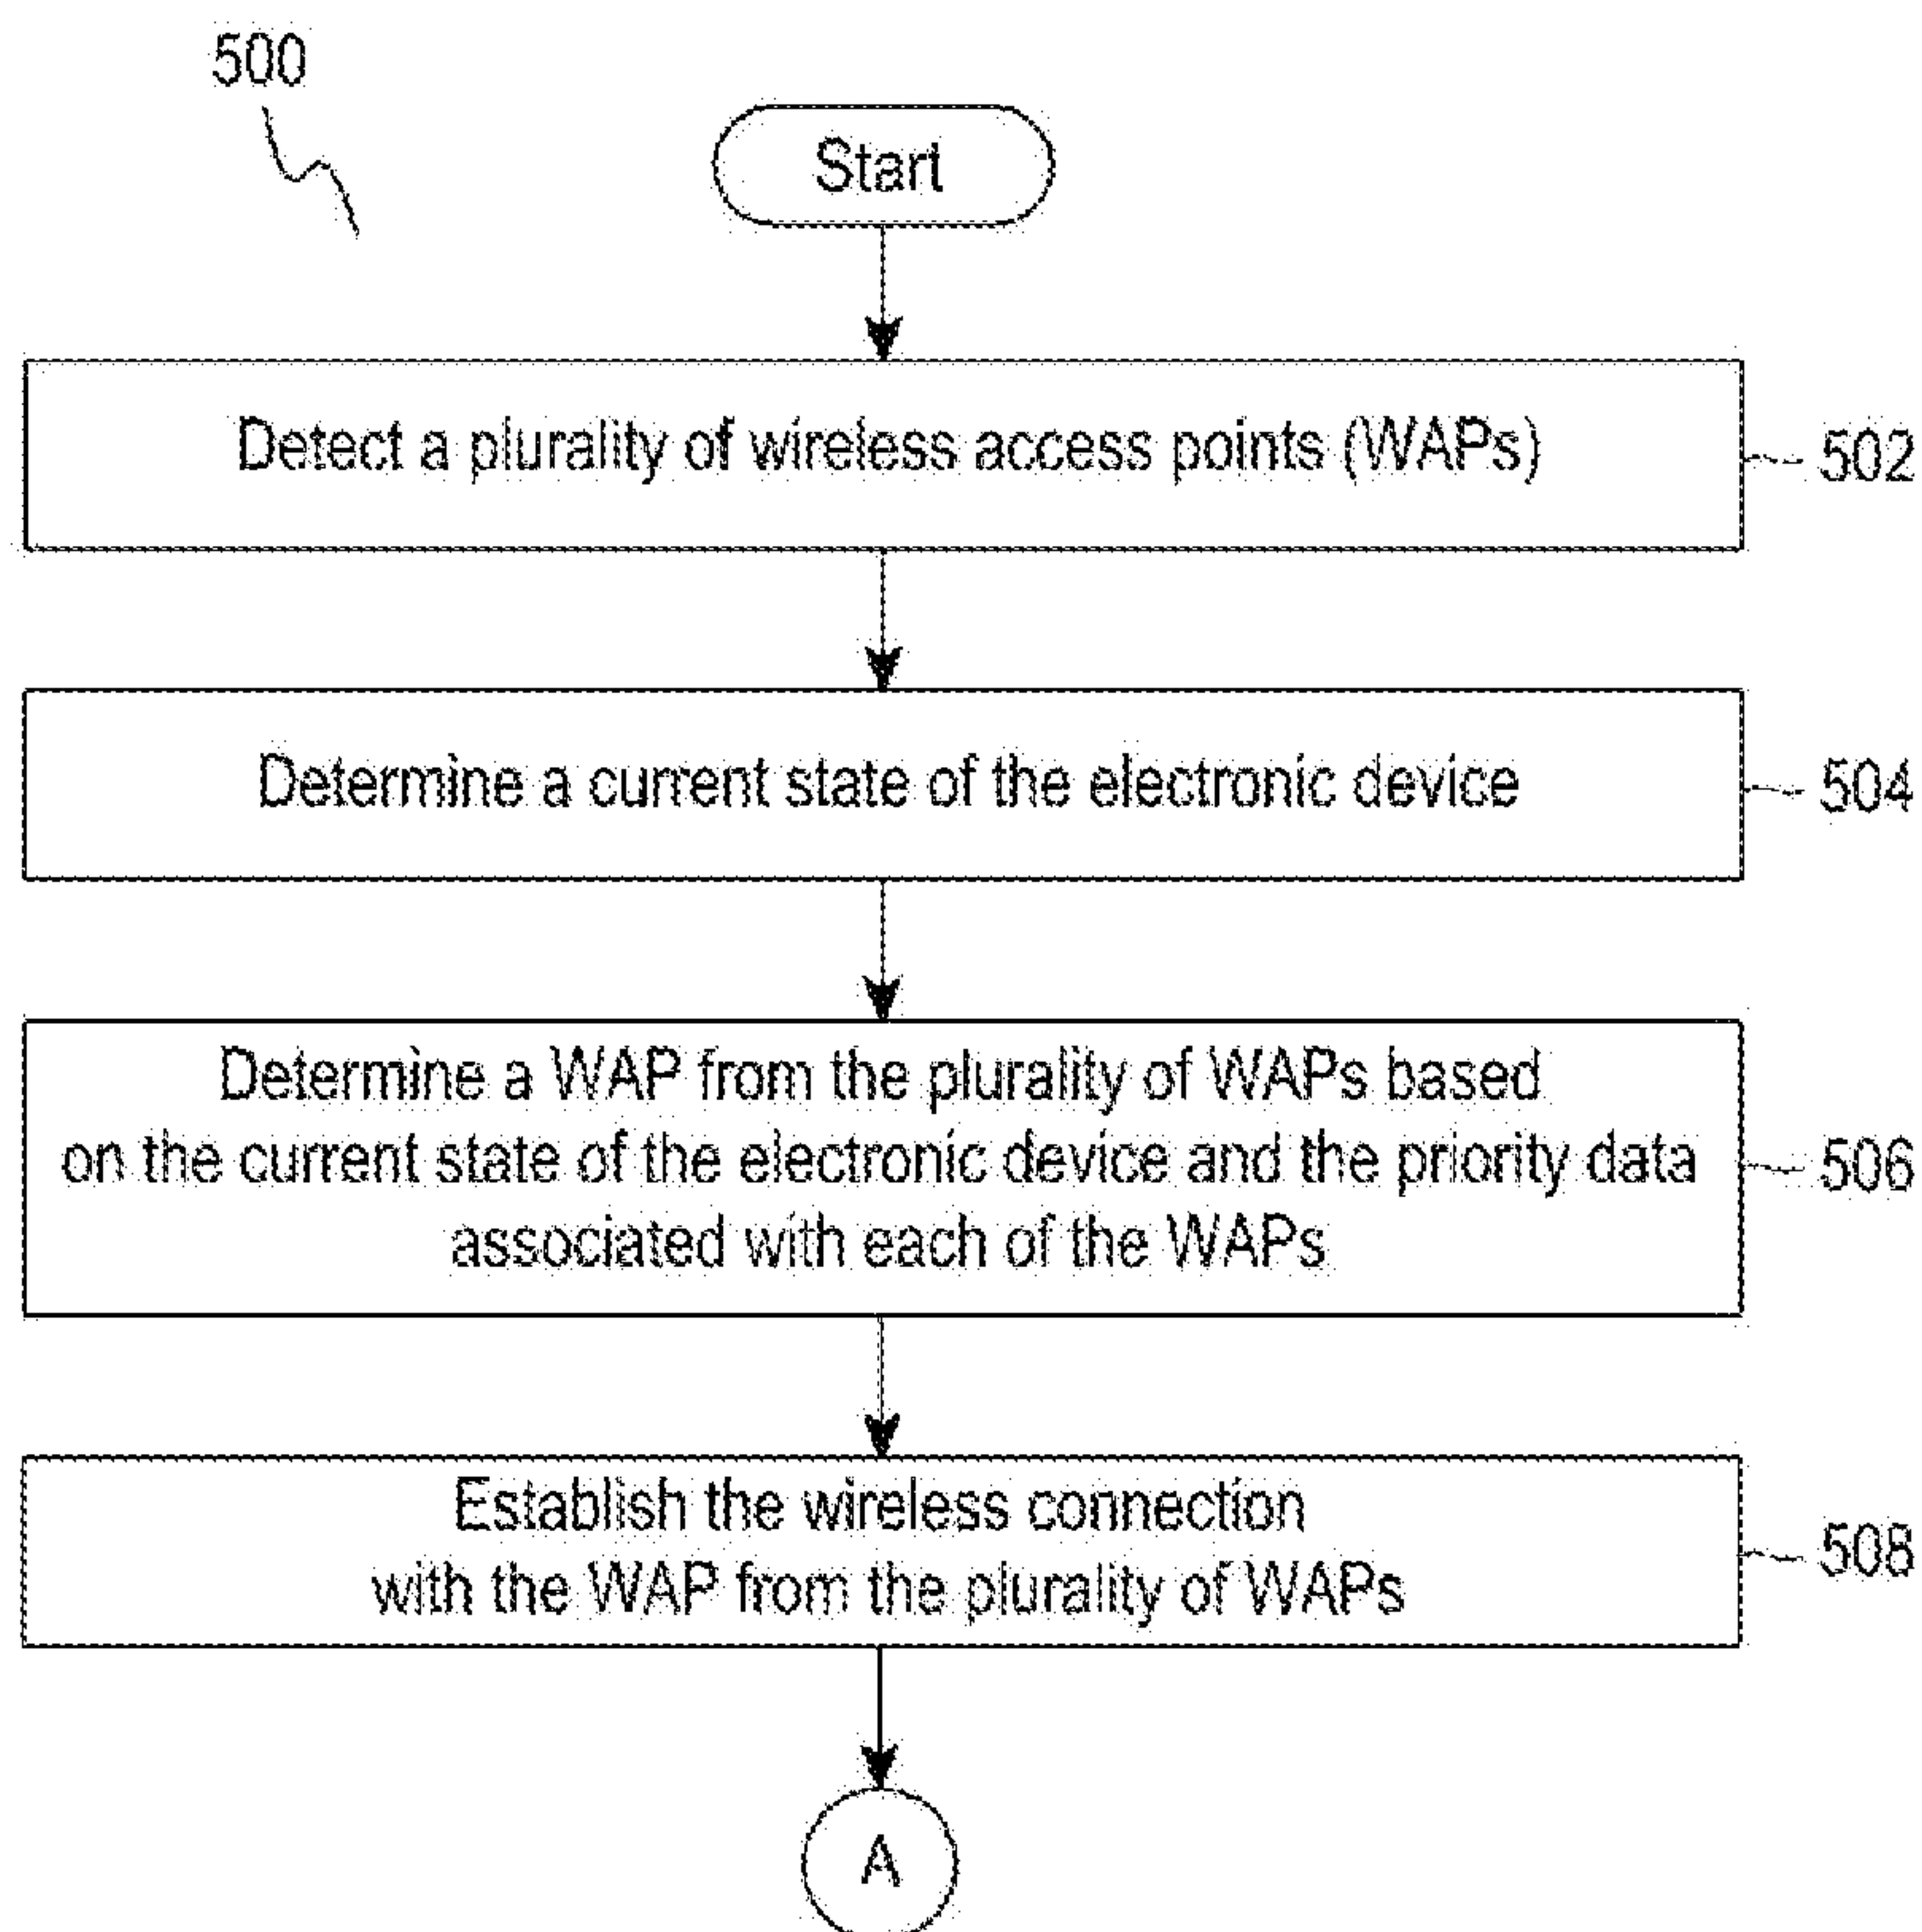 500
Start
Detect a plurality of wireless access points (WAPs)
502
Determine a current state of the electronic device
504
Determine a WAP from the plurality of WAPs based
on the current state of the electronic device and the priority data
associated with each of the WAPs
506
Establish the wireless connection
with the WAP from the plurality of WAPs
508
A